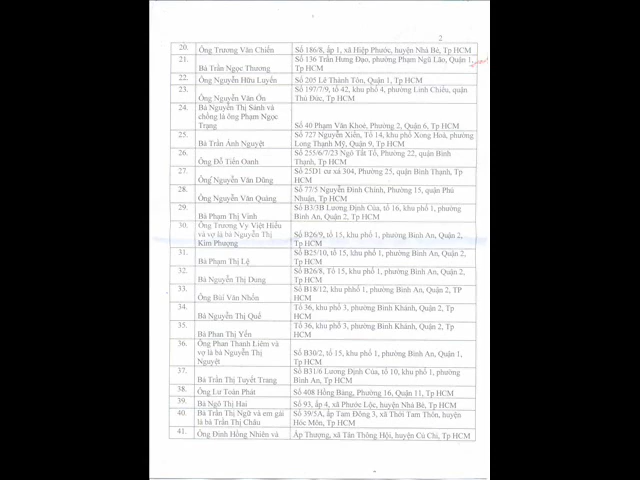 2
20. Ông Trương Văn Chiến Số 186/8, ấp 1, xã Hiệp Phước, huyện Nhà Bè, Tp HCM
21. Số 136 Trần Hưng Đạo, phường Phạm Ngũ Lão, Quận 1,
Bà Trần Ngọc Thương Tp HCM
22. Ông Nguyễn Hữu Luyến Số 205 Lê Thánh Tôn, Quận 1, Tp HCM
23. Số 197/7/9, tổ 42, khu phố 4, phường Linh Chiểu, quận
Ông Nguyễn Văn Ổn Thủ Đức, Tp HCM
24. Bà Nguyễn Thị Sánh và
chồng là ông Phạm Ngọc
Trạng Số 40 Phạm Văn Khoẻ, Phường 2, Quận 6, Tp HCM
25. Số 727 Nguyễn Xiển, Tổ 14, khu phố Xong Hoà, phường
Bà Trần Ánh Nguyệt Long Thạnh Mỹ, Quận 9, Tp HCM
26. Số 255/6/7/23 Ngô Tất Tố, Phường 22, quận Bình
Ông Đỗ Tiến Oanh Thạnh, Tp HCM
27. Số 25D1 cư xá 304, Phường 25, quận Bình Thạnh, Tp
Ông Nguyễn Văn Dũng HCM
28. Số 77/5 Nguyễn Đình Chính, Phường 15, quận Phú
Ông Nguyễn Văn Quảng Nhuận, Tp HCM
29. Số B3/3B Lương Định Của, tổ 16, khu phố 1, phường
Bà Phạm Thị Vinh Bình An, Quận 2, Tp HCM
30. Ông Trương Vy Việt Hiếu
và vợ là bà Nguyễn Thị Số B26/9, tổ 15, khu phố 1, phường Bình An, Quận 2,
Kim Phượng Tp HCM
31. Số B25/10, tổ 15, khu phố 1, phường Bình An, Quận 2,
Bà Phạm Thị Lệ Tp HCM
32. Số B26/8, Tổ 15, khu phố 1, phường Bình An, Quận 2,
Bà Nguyễn Thị Dung Tp HCM
33. Số B18/12, khu phhố 1, phường Bình An, Quận 2, TP
Ông Bùi Văn Nhồn HCM
34. Tổ 36, khu phố 3, phường Bình Khánh, Quận 2, Tp
Bà Nguyễn Thị Quế HCM
35. Tổ 36, khu phố 3, phường Bình Khánh, Quận 2, Tp
Bà Phan Thị Yến HCM
36. Ông Phan Thanh Liêm và
vợ là bà Nguyễn Thị Số B30/2, tổ 15, khu phố 1, phường Bình An, Quận 1,
Nguyệt Tp HCM
37. Số B31/6 Lương Định Của, tổ 10, khu phố 1, phường
Bà Trần Thị Tuyết Trang Bình An, Tp HCM
38. Ông Lư Toàn Phát Số 408 Hồng Bàng, Phường 16, Quận 11, Tp HCM
39. Bà Ngô Thị Hai Số 93, ấp 4, xã Phước Lộc, huyện Nhà Bè, Tp HCM
40. Bà Trần Thị Ngữ và em gái Số 39/5A, ấp Tam Đông 3, xã Thới Tam Thôn, huyện
là bà Trần Thị Châu Hóc Môn, Tp HCM
41. Ông Đinh Hồng Nhiên và Ấp Thượng, xã Tân Thông Hội, huyện Củ Chi, Tp HCM